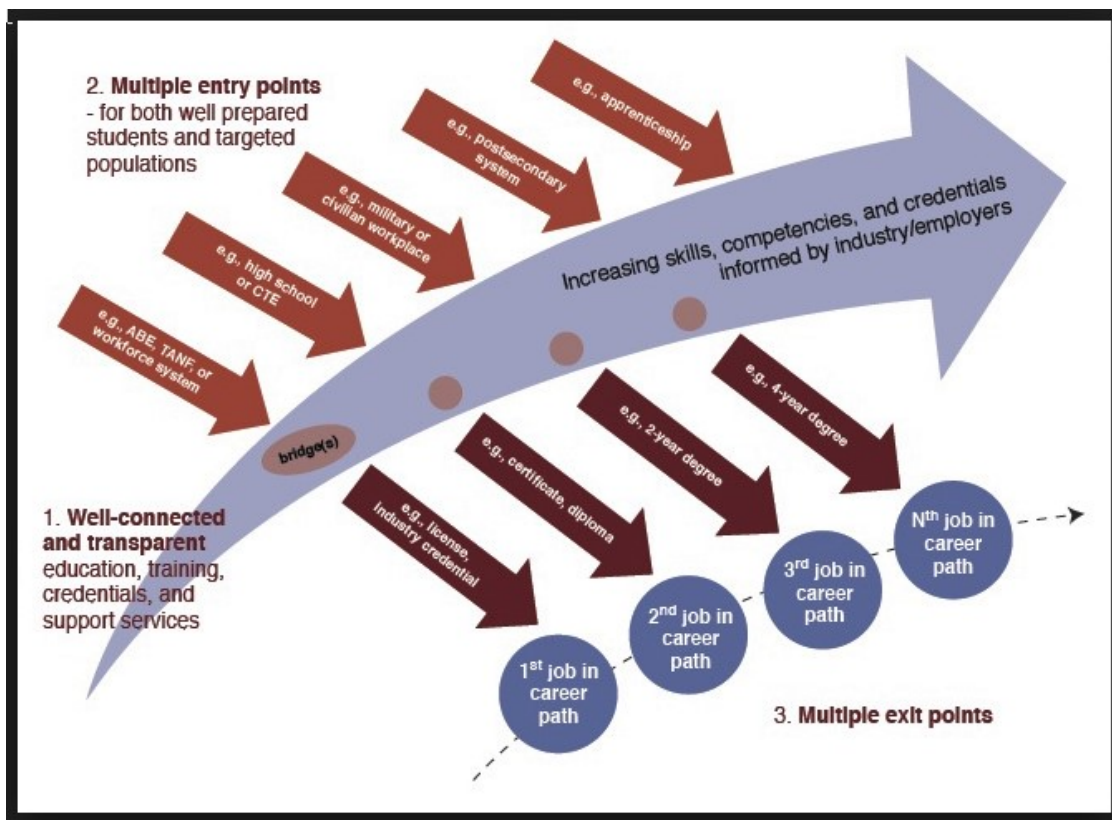 2. Multiple entry points
- for both well prepared
students and targeted
populations
e.g., apprenticeship
e.g., postsecondary
system
e.g., military or
civilian workplace
e.g., high school
or CTE
e.g., ABE, TANF, or
workforce system
Increasing skills, competencies, and credentials
informed by industry/employers
bridge(s)
1. Well-connected
and transparent
education, training,
credentials, and
support services
e.g., license,
industry credential
e.g., certificate, diploma
e.g., 2-year degree
e.g., 4-year degree
1st job in
career
path
2nd job in
career
path
3rd job in
career
path
Nth job in
career
path
3. Multiple exit points